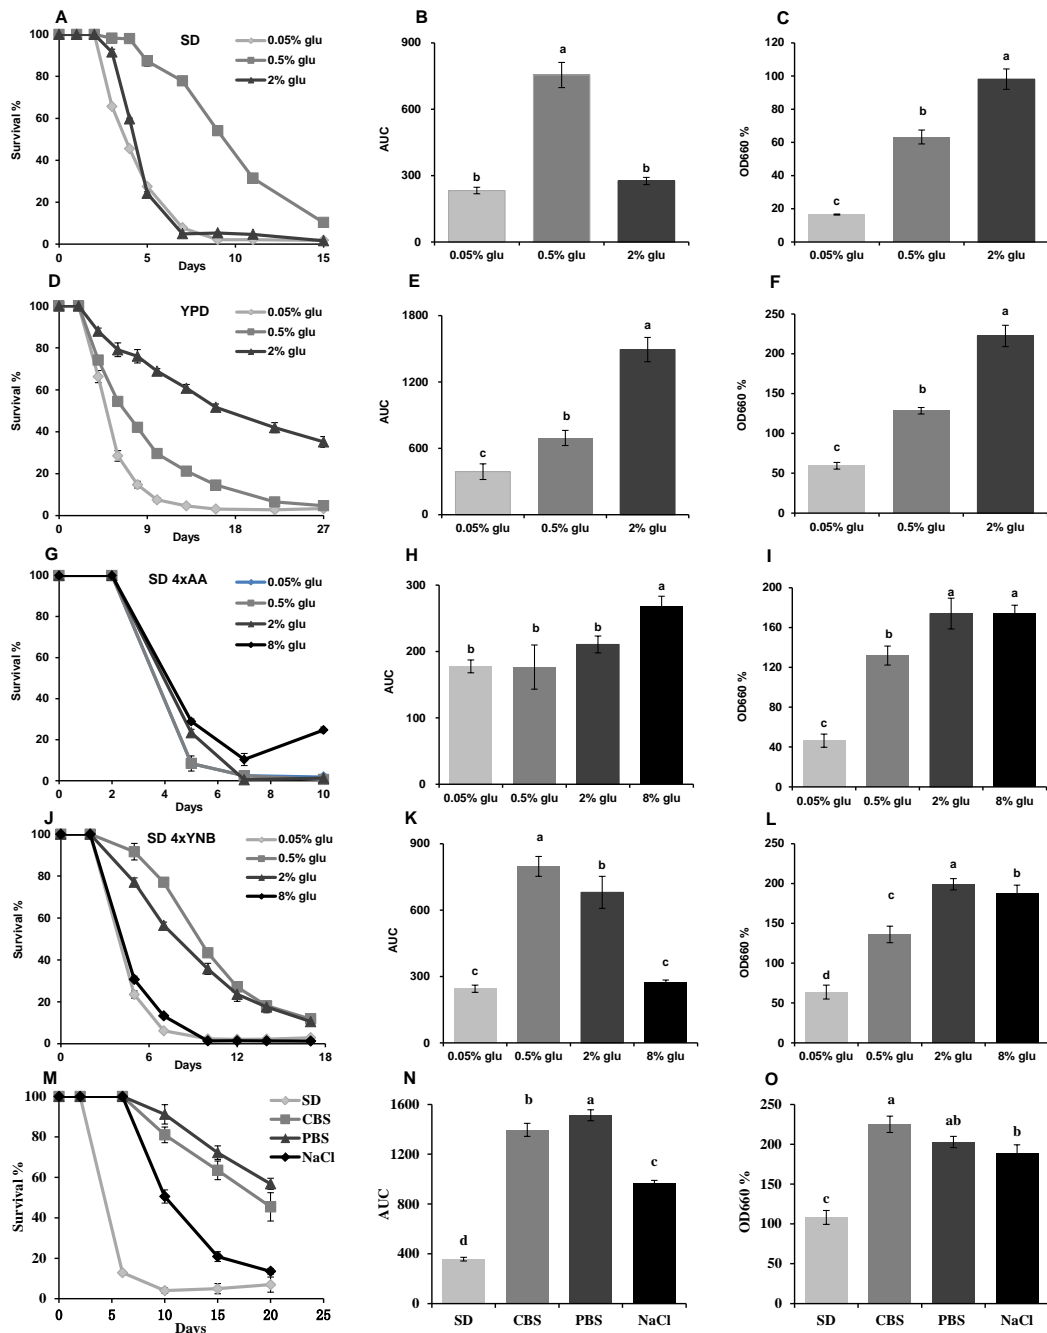 A
SD
0.05% glu
0.5% glu
2% glu
Survival %
100
80
60
40
20
0
0 5 10 15
Days
B
AUC
900
600
300
0
b
a
b
0.05% glu 0.5% glu 2% glu
C
OD660 %
120
100
80
60
40
20
0
c
b
a
0.05% glu 0.5% glu 2% glu
D
YPD
0.05% glu
0.5% glu
2% glu
Survival %
100
80
60
40
20
0
0 9 18 27
Days
E
AUC
1800
1200
600
0
c
b
a
0.05% glu 0.5% glu 2% glu
F
OD660 %
250
200
150
100
50
0
c
b
a
0.05% glu 0.5% glu 2% glu
G
SD 4xAA
0.05% glu
0.5% glu
2% glu
8% glu
Survival %
100
80
60
40
20
0
0 2 4 6 8 10
Days
H
AUC
300
200
100
0
b
b
b
a
0.05% glu 0.5% glu 2% glu 8% glu
I
OD660 %
200
160
120
80
40
0
c
b
a
a
0.05% glu 0.5% glu 2% glu 8% glu
J
SD 4xYNB
0.05% glu
0.5% glu
2% glu
8% glu
Survival %
100
80
60
40
20
0
0 6 12 18
Days
K
AUC
900
600
300
0
c
a
b
c
0.05% glu 0.5% glu 2% glu 8% glu
L
OD660 %
250
200
150
100
50
0
d
c
a
b
0.05% glu 0.5% glu 2% glu 8% glu
M
SD
CBS
PBS
NaCl
Survival %
100
80
60
40
20
0
0 5 10 15 20 25
Days
N
AUC
1600
1200
800
400
0
d
b
a
c
SD CBS PBS NaCl
O
OD660 %
250
200
150
100
50
0
c
a
ab
b
SD CBS PBS NaCl